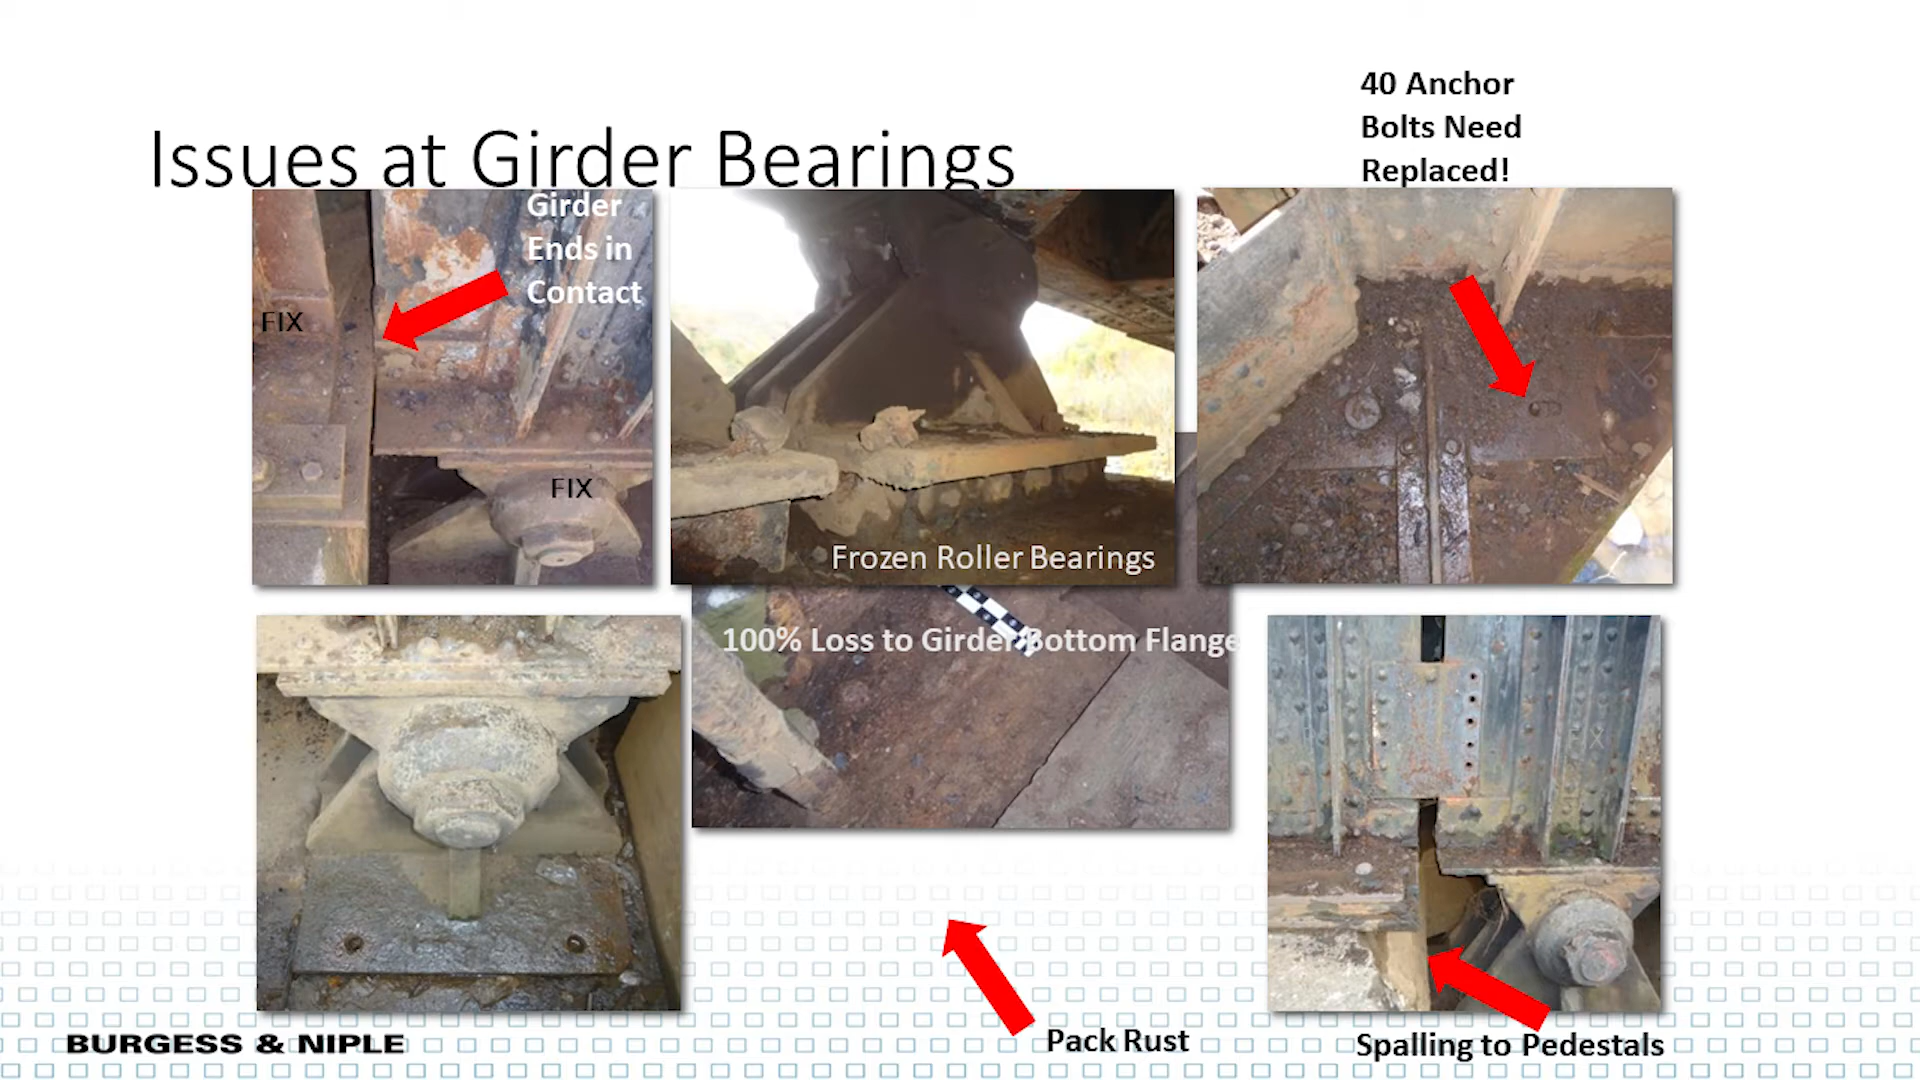 40 Anchor
Bolts Need
Replaced!
Issues at Girder Bearings
Girder
Ends in
Contact
FIX
FIX
Frozen Roller Bearings
100% Loss to Girder Bottom Flange
Pack Rust
Spalling to Pedestals
BURGESS & NIPLE